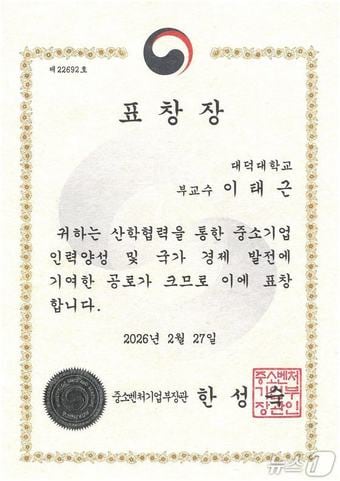 제22692호
표창장
대덕대학교
부교수 이태근
귀하는 산학협력을 통한 중소기업
인력양성 및 국가 경제 발전에
기여한 공로가 크므로 이에 표창
합니다.
2026년 2월 27일
중소벤처기업부장관 한성숙
중소벤처
기업부
장관인
뉴스1